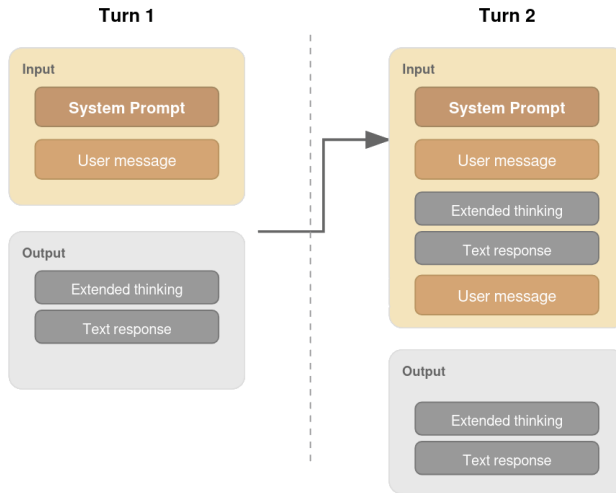 Turn 1
Input
System Prompt
User message
Output
Extended thinking
Text response
Turn 2
Input
System Prompt
User message
Extended thinking
Text response
User message
Output
Extended thinking
Text response